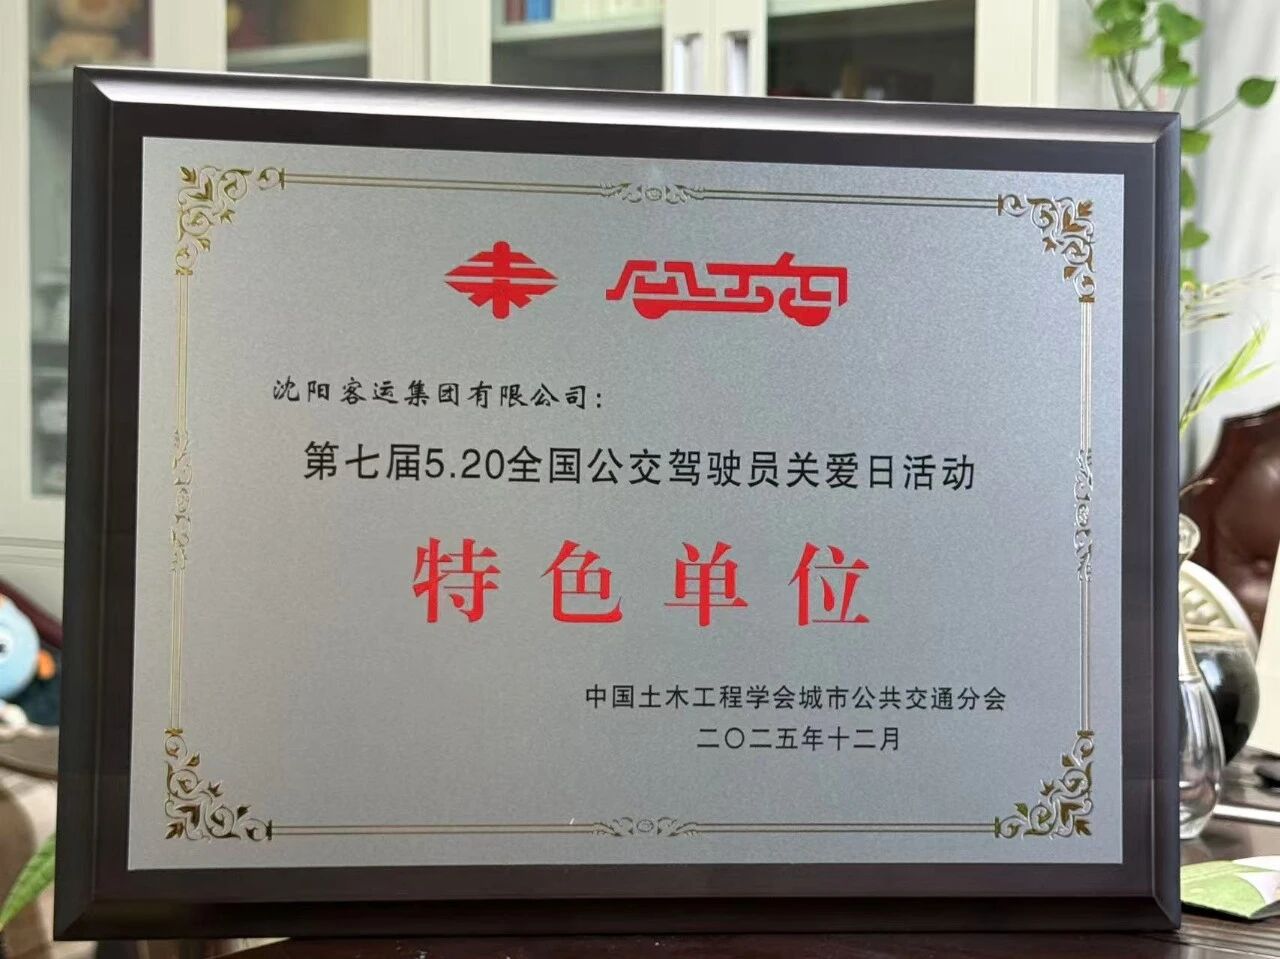 沈阳客运集团有限公司：
第七届5.20全国公交驾驶员关爱日活动
特色单位
中国土木工程学会城市公共交通分会
二〇二五年十二月